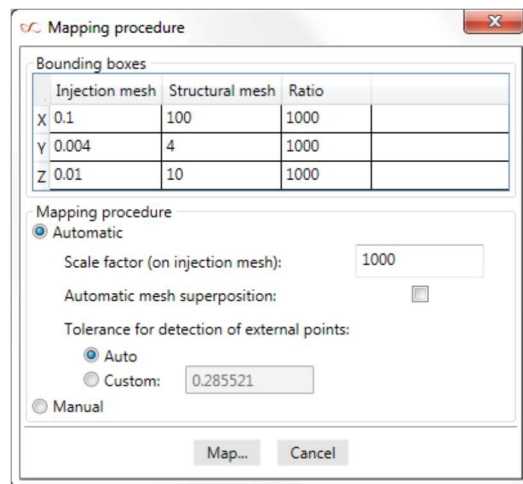 Mapping procedure
Bounding boxes
Injection mesh Structural mesh Ratio
X 0.1 100 1000
Y 0.004 4 1000
Z 0.01 10 1000
Mapping procedure
Automatic
Scale factor (on injection mesh): 1000
Automatic mesh superposition:
Tolerance for detection of external points:
Auto
Custom: 0.285521
Manual
Map... Cancel